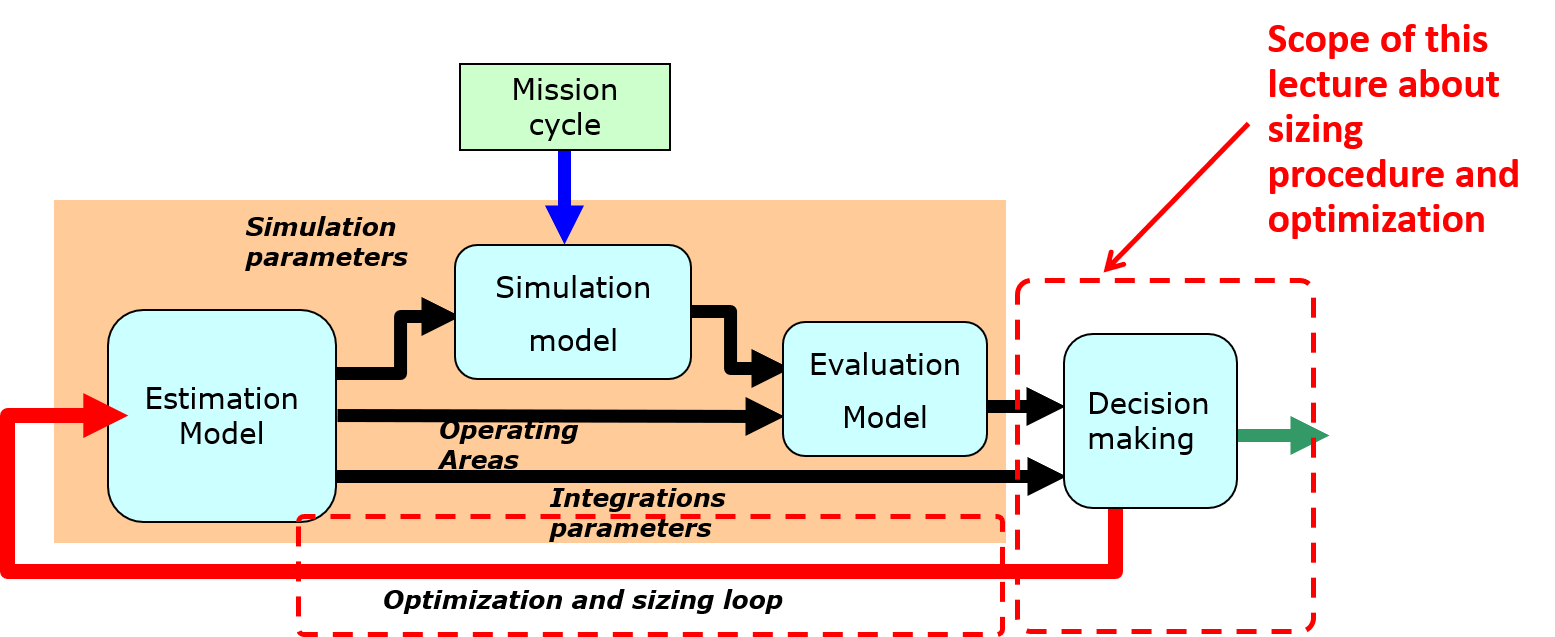 Scope of this
lecture about
sizing
procedure and
optimization
Mission
cycle
Simulation
parameters
Simulation
model
Evaluation
Model
Estimation
Model
Decision
making
Operating
Areas
Integrations
parameters
Optimization and sizing loop